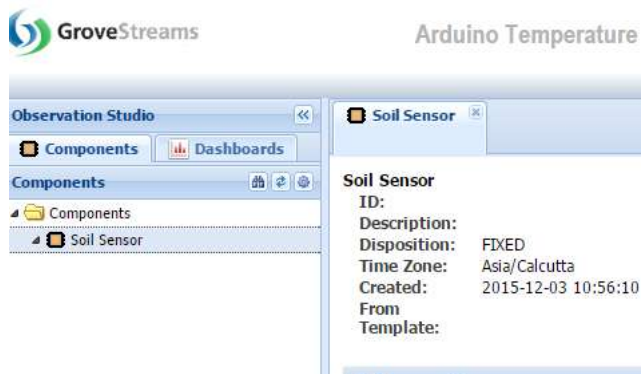 GroveStreams
Arduino Temperature
Observation Studio
Components
Dashboards
Components
Components
Soil Sensor
Soil Sensor
Soil Sensor
ID:
Description:
Disposition: FIXED
Time Zone: Asia/Calcutta
Created: 2015-12-03 10:56:10
From
Template: